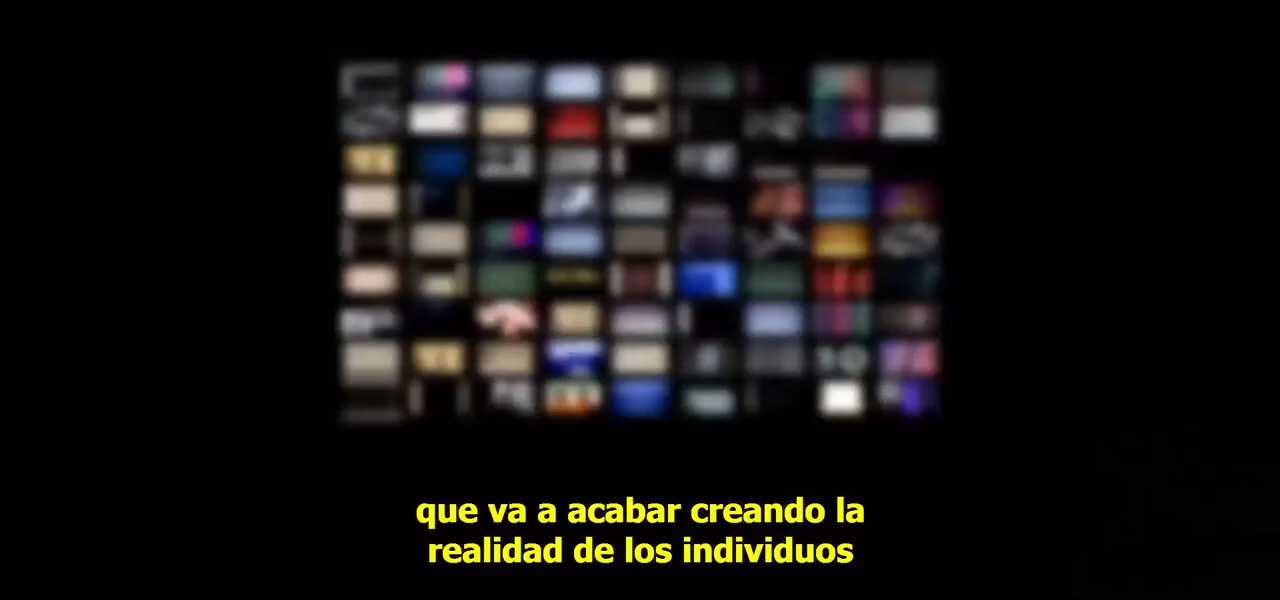 que va a acabar creando la
realidad de los individuos